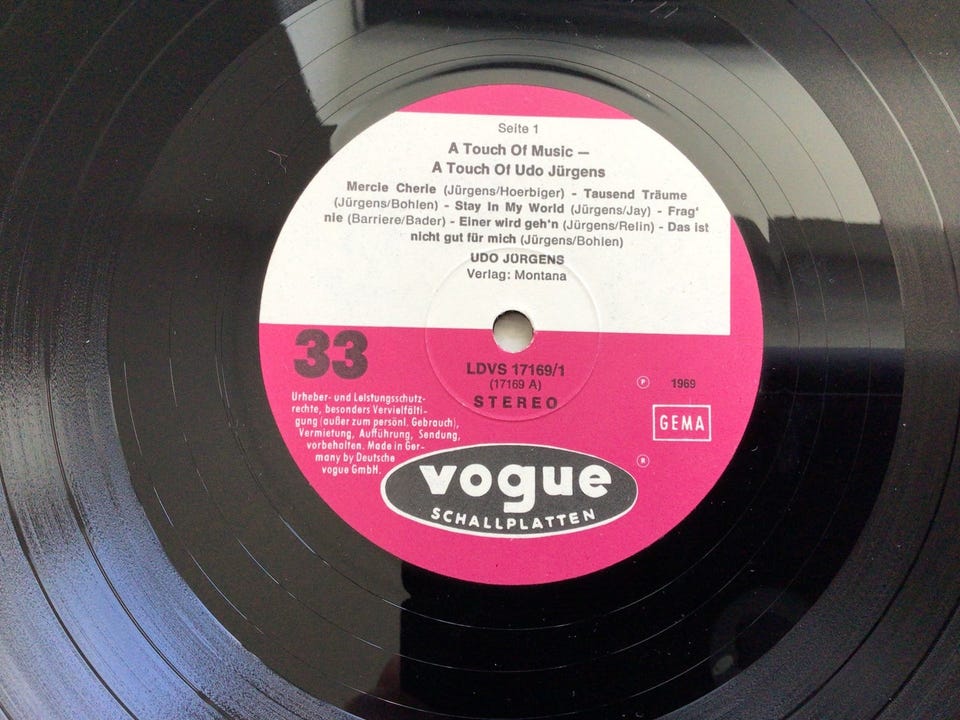 Seite 1
A Touch Of Music —
A Touch Of Udo Jürgens
Mercie Cherie (Jürgens/Hoerbiger) - Tausend Träume
(Jürgens/Bohlen) - Stay In My World (Jürgens/Jay) - Frag'
nie (Barriere/Bader) - Einer wird geh'n (Jürgens/Relin) - Das ist
nicht gut für mich (Jürgens/Bohlen)
UDO JÜRGENS
Verlag: Montana
33
LDVS 17169/1
(17169 A)
STEREO
℗ 1969
GEMA
Urheber- und Leistungsschutz-
rechte, besonders Vervielfälti-
gung (außer zum persönl. Gebrauch),
Vermietung, Aufführung, Sendung,
vorbehalten. Made in Ger-
many by Deutsche
vogue GmbH.
®
vogue
SCHALLPLATTEN